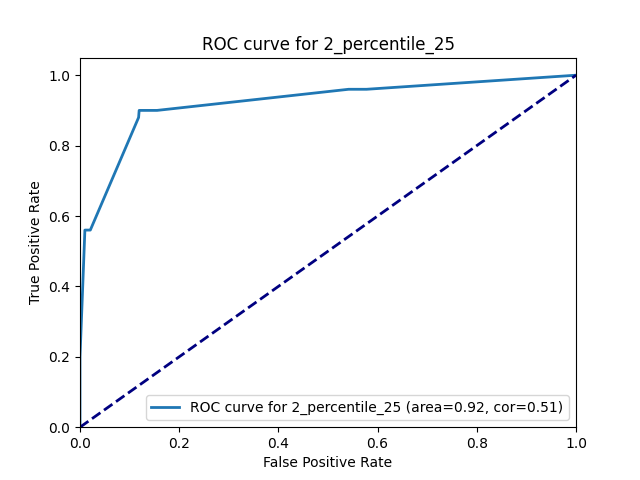 ROC curve for 2_percentile_25
1.0
0.8
0.6
0.4
0.2
0.0
True Positive Rate
ROC curve for 2_percentile_25 (area=0.92, cor=0.51)
0.0 0.2 0.4 0.6 0.8 1.0
False Positive Rate